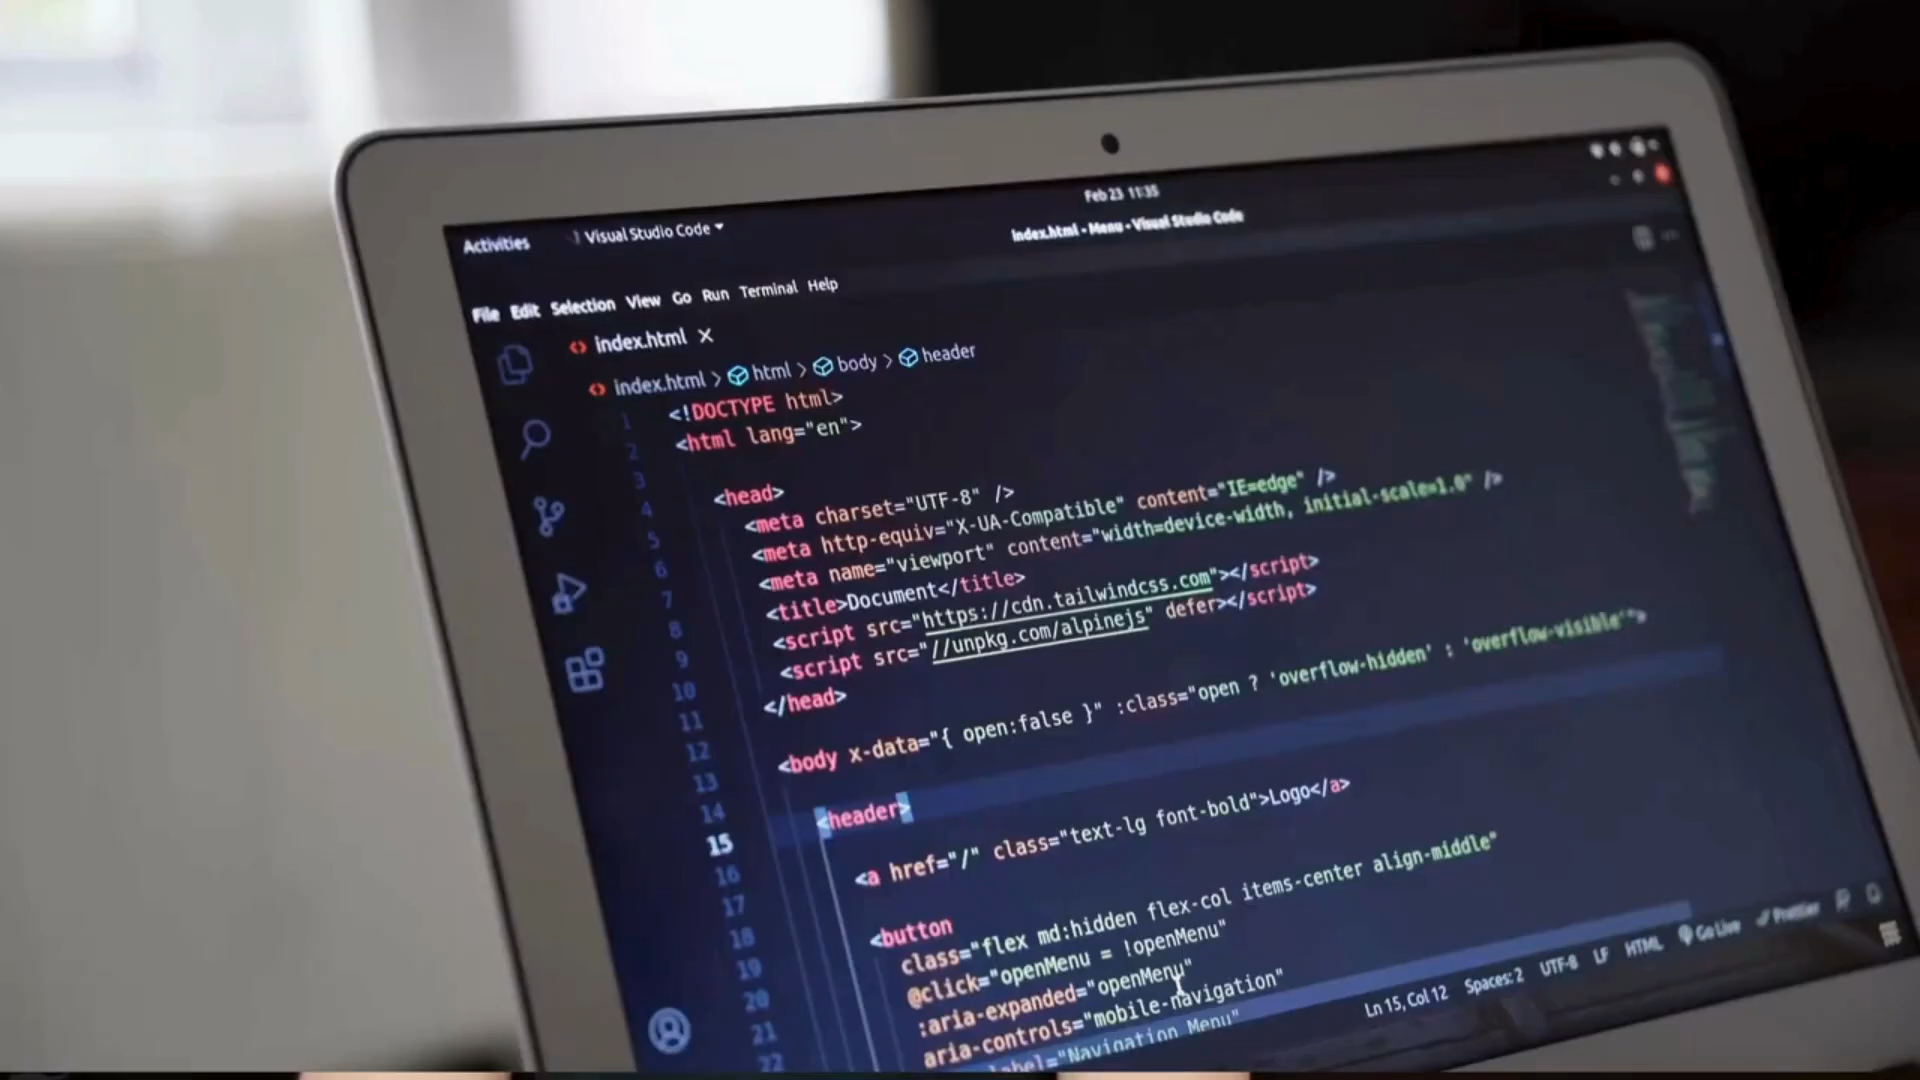 Feb 23 11:35
Activities
Visual Studio Code
index.html - Menu - Visual Studio Code
File Edit Selection View Go Run Terminal Help
index.html
index.html > html > body > header
1 <!DOCTYPE html>
2 <html lang="en">
3
4 <head>
5 <meta charset="UTF-8" />
6 <meta http-equiv="X-UA-Compatible" content="IE=edge" />
7 <meta name="viewport" content="width=device-width, initial-scale=1.0" />
8 <title>Document</title>
9 <script src="https://cdn.tailwindcss.com"></script>
10 <script src="//unpkg.com/alpinejs" defer></script>
11 </head>
12
13 <body x-data="{ open:false }" :class="open ? 'overflow-hidden' : 'overflow-visible'">
14
15 <header>
16
17 <a href="/" class="text-lg font-bold">Logo</a>
18
19 <button
20 class="flex md:hidden flex-col items-center align-middle"
21 @click="openMenu = !openMenu"
22 :aria-expanded="openMenu"
aria-controls="mobile-navigation"
label="Navigation Menu"
Ln 15, Col 12 Spaces: 2 UTF-8 LF HTML Go Live Prettier